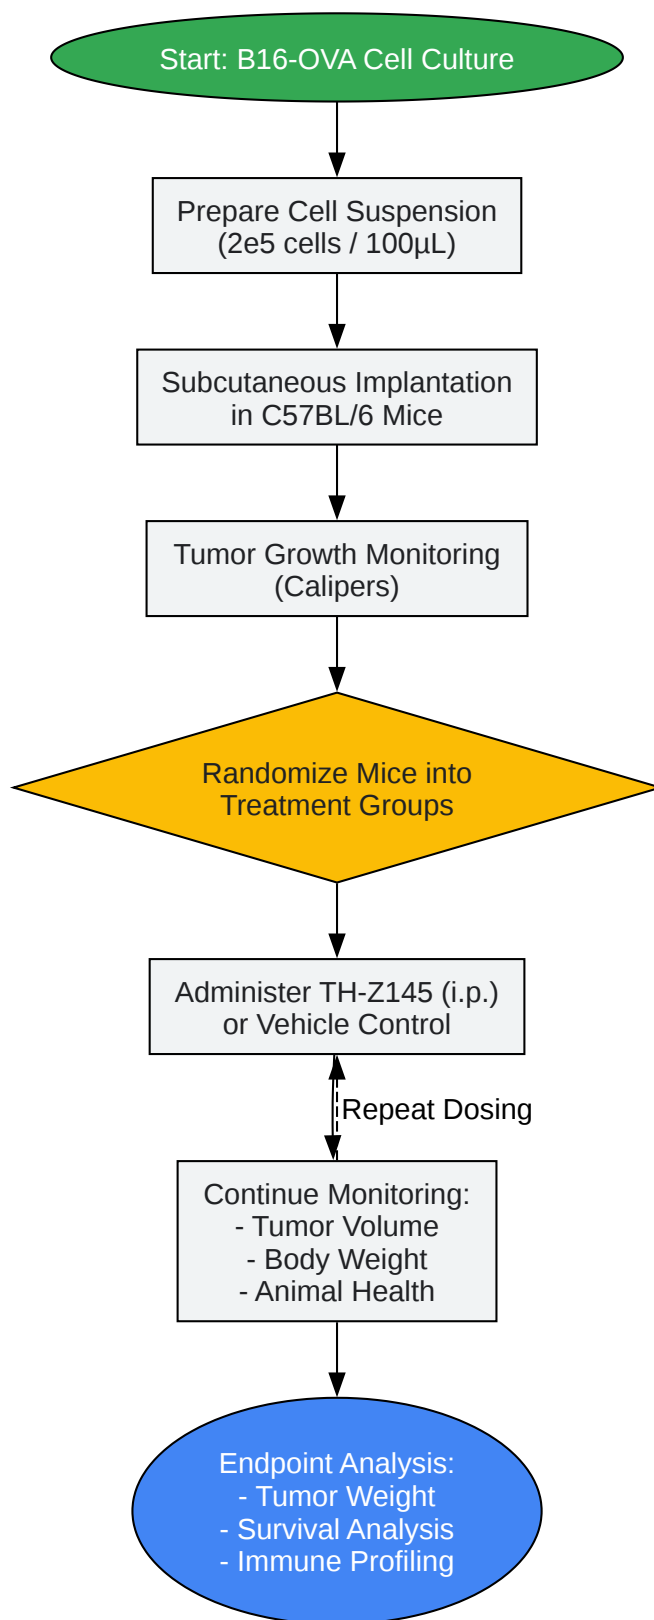 Start: B16-OVA Cell Culture
Prepare Cell Suspension
(2e5 cells / 100µL)
Subcutaneous Implantation
in C57BL/6 Mice
Tumor Growth Monitoring
(Calipers)
Randomize Mice into
Treatment Groups
Administer TH-Z145 (i.p.)
or Vehicle Control
Repeat Dosing
Continue Monitoring:
- Tumor Volume
- Body Weight
- Animal Health
Endpoint Analysis:
- Tumor Weight
- Survival Analysis
- Immune Profiling